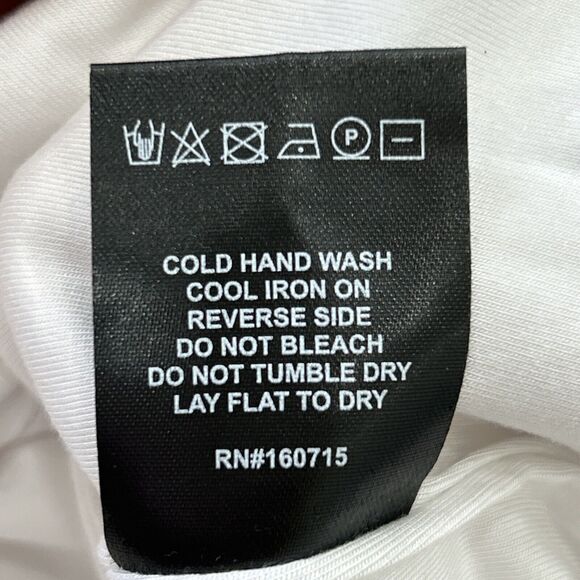 P
COLD HAND WASH
COOL IRON ON
REVERSE SIDE
DO NOT BLEACH
DO NOT TUMBLE DRY
LAY FLAT TO DRY
RN#160715